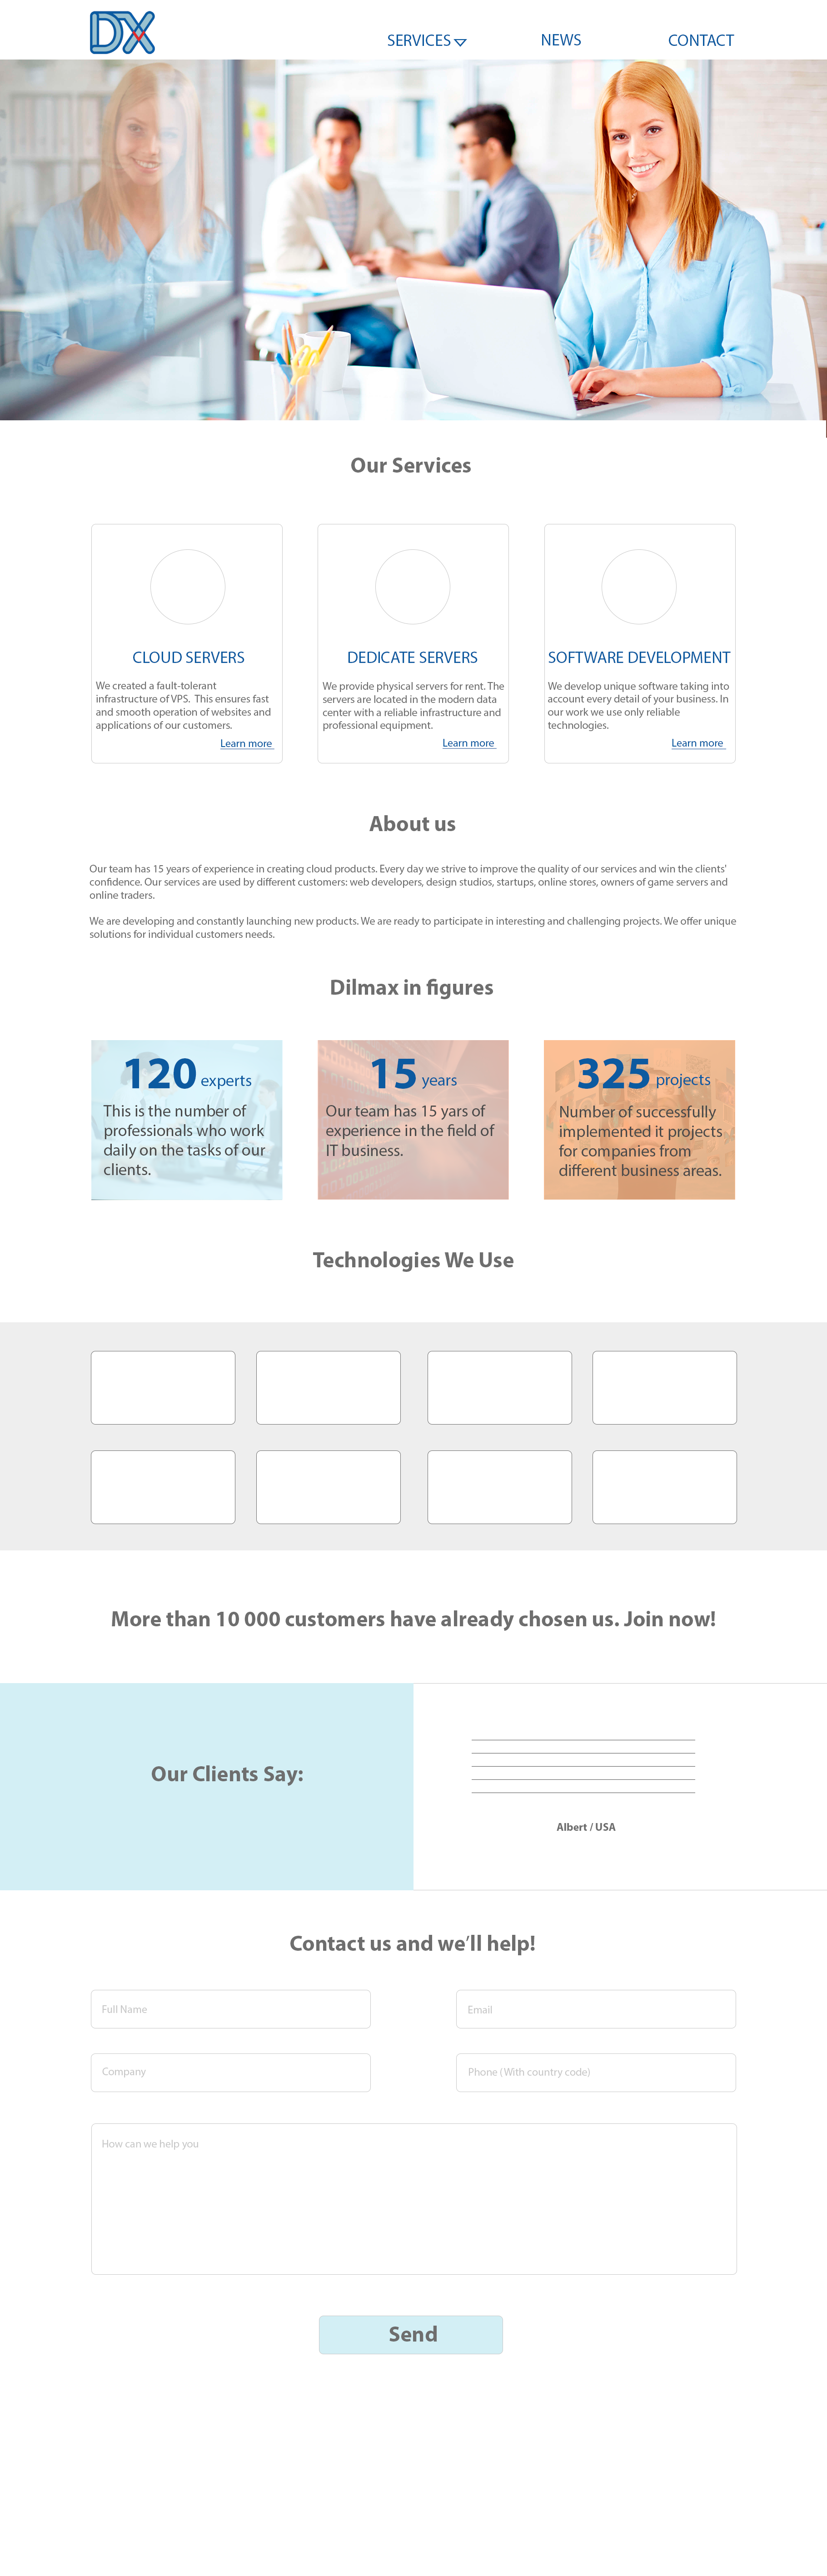 DX
SERVICES
NEWS
CONTACT
Our Services
CLOUD SERVERS
We created a fault-tolerant
infrastructure of VPS. This ensures fast
and smooth operation of websites and
applications of our customers.
Learn more
DEDICATE SERVERS
We provide physical servers for rent. The
servers are located in the modern data
center with a reliable infrastructure and
professional equipment.
Learn more
SOFTWARE DEVELOPMENT
We develop unique software taking into
account every detail of your business. In
our work we use only reliable
technologies.
Learn more
About us
Our team has 15 years of experience in creating cloud products. Every day we strive to improve the quality of our services and win the clients'
confidence. Our services are used by different customers: web developers, design studios, startups, online stores, owners of game servers and
online traders.
We are developing and constantly launching new products. We are ready to participate in interesting and challenging projects. We offer unique
solutions for individual customers needs.
Dilmax in figures
120 experts
This is the number of
professionals who work
daily on the tasks of our
clients.
15 years
Our team has 15 yars of
experience in the field of
IT business.
325 projects
Number of successfully
implemented it projects
for companies from
different business areas.
Technologies We Use
More than 10 000 customers have already chosen us. Join now!
Our Clients Say:
Albert / USA
Contact us and we'll help!
Full Name
Email
Company
Phone (With country code)
How can we help you
Send